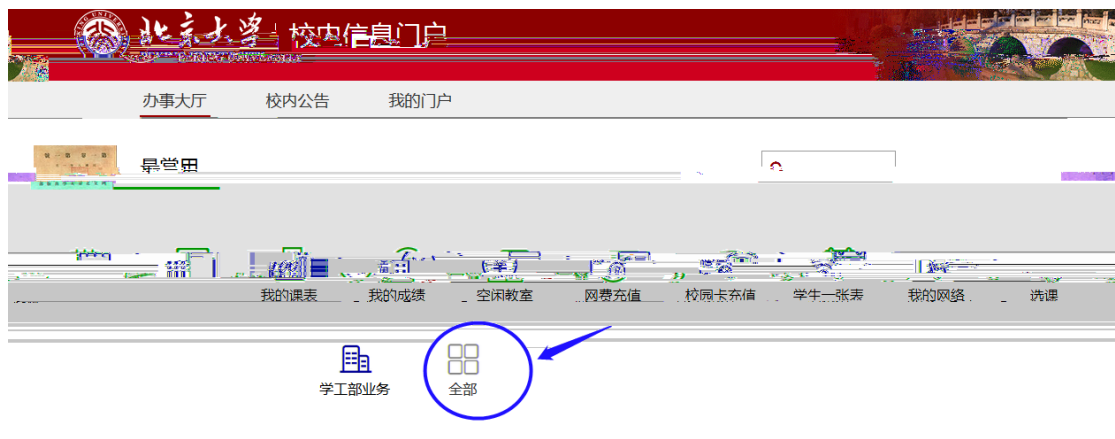 北京大学 校内信息门户
办事大厅 校内公告 我的门户
最常用
我的课表 我的成绩 空闲教室 网费充值 校园卡充值 学生一张表 我的网络 选课
学工部业务 全部